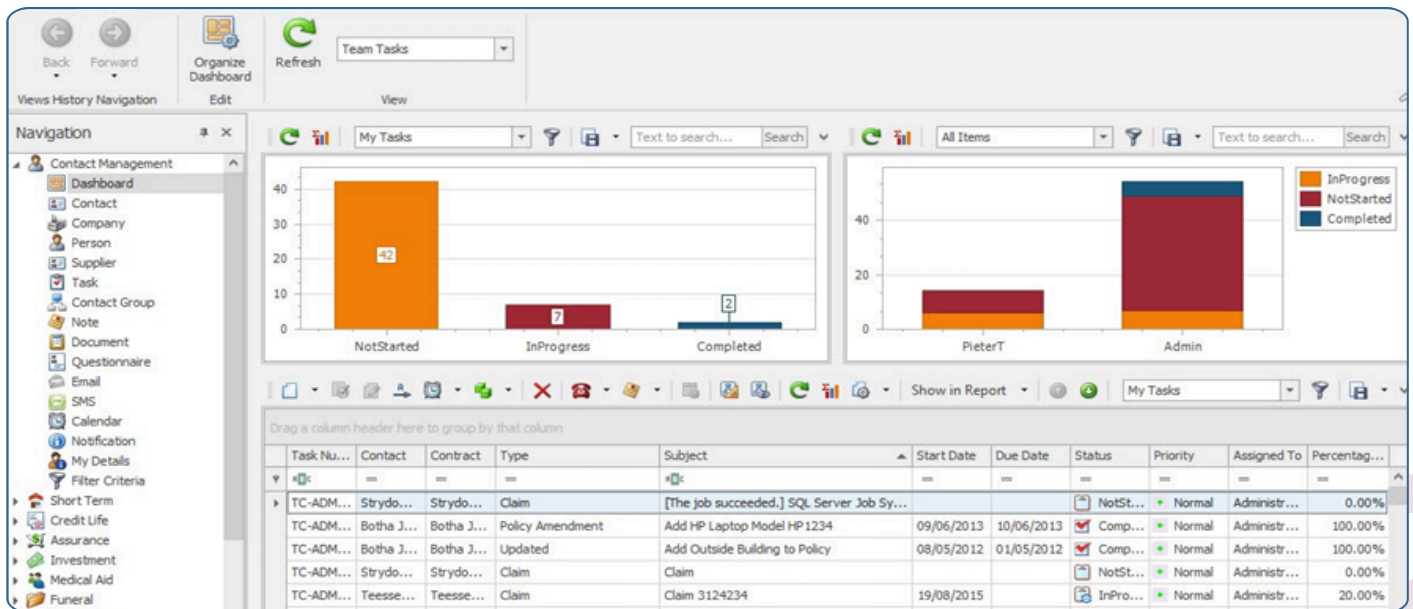 Back Forward Organize Dashboard Refresh Team Tasks
Views History Navigation Edit View
Navigation
Contact Management
Dashboard
Contact
Company
Person
Supplier
Task
Contact Group
Note
Document
Questionnaire
Email
SMS
Calendar
Notification
My Details
Filter Criteria
Short Term
Credit Life
Assurance
Investment
Medical Aid
Funeral
My Tasks Text to search... Search
40
30
20
10
0
42
7
2
NotStarted InProgress Completed
All Items Text to search... Search
40
20
0
PieterT Admin
InProgress
NotStarted
Completed
Show in Report My Tasks
Drag a column header here to group by that column
Task Nu... Contact Contract Type Subject Start Date Due Date Status Priority Assigned To Percentag...
TC-ADM... Strydo... Strydo... Claim [The job succeeded.] SQL Server Job Sy... NotSt... Normal Administr... 0.00%
TC-ADM... Botha J... Botha J... Policy Amendment Add HP Laptop Model HP1234 09/06/2013 10/06/2013 Comp... Normal Administr... 100.00%
TC-ADM... Botha J... Botha J... Updated Add Outside Building to Policy 08/05/2012 01/05/2012 Comp... Normal Administr... 100.00%
TC-ADM... Strydo... Strydo... Claim Claim NotSt... Normal Administr... 0.00%
TC-ADM... Teesse... Teesse... Claim Claim 3124234 19/08/2015 InPro... Normal Administr... 20.00%